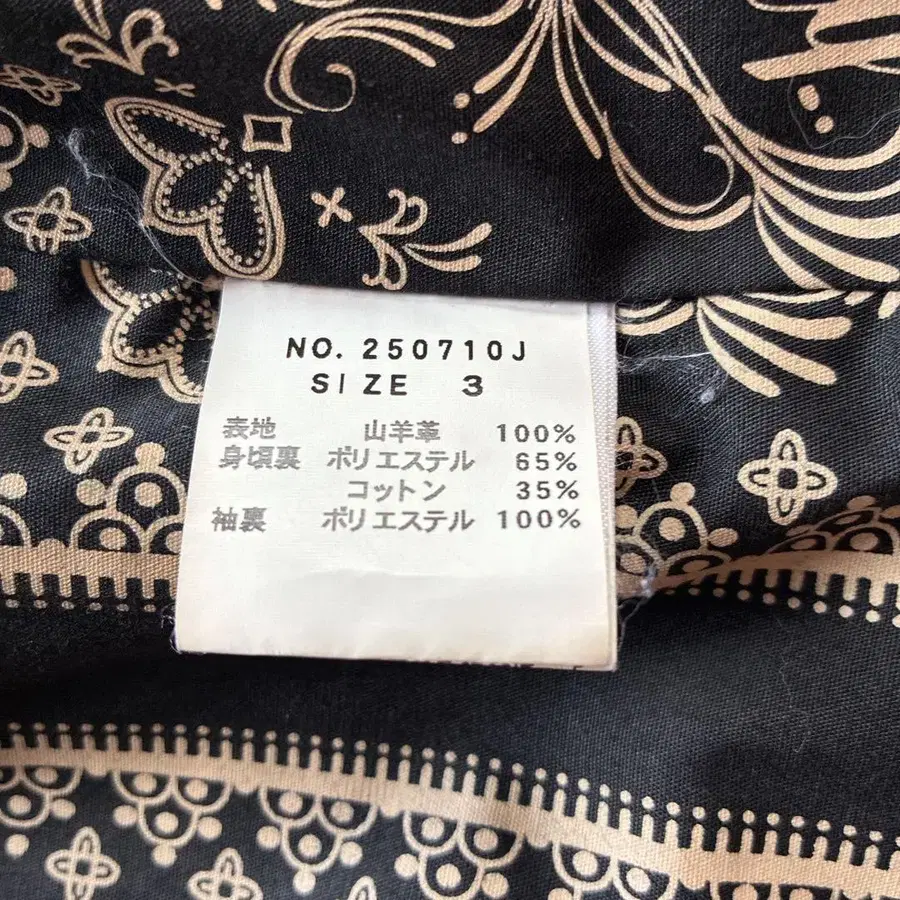 NO. 250710J
SIZE 3
表地 山羊革 100%
身頃裏 ポリエステル 65%
コットン 35%
袖裏 ポリエステル 100%